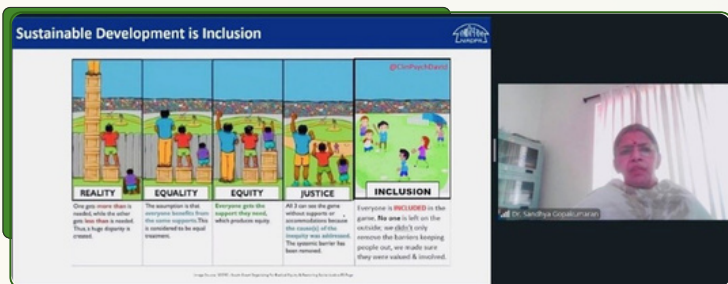 Sustainable Development is Inclusion
@ClinPsychDavid
REALITY
One gets more than is
needed, while the other
gets less than is needed.
Thus, a huge disparity is
created.
EQUALITY
The assumption is that
everyone benefits from
the same supports. This
is considered to be equal
treatment.
EQUITY
Everyone gets the
support they need,
which produces equity.
JUSTICE
All 3 can see the game
without supports or
accommodations because
the cause(s) of the
inequity was addressed.
The systemic barrier has
been removed.
INCLUSION
Everyone is INCLUDED in the
game. No one is left on the
outside; we didn't only
remove the barriers keeping
people out, we made sure
they were valued & involved.
Dr. Sandhya Gopakumaran